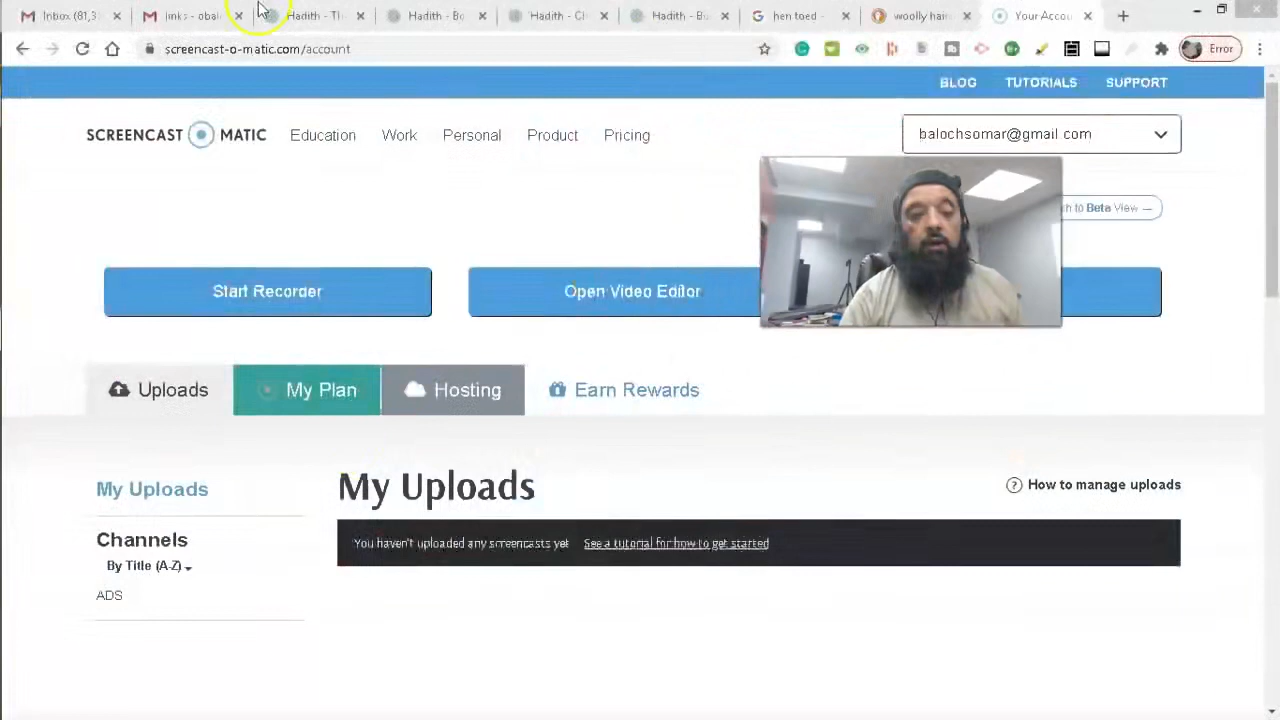 Inbox (81,3
links - obai
Hadith - Th
Hadith - Bo
Hadith - Cl
Hadith - Bu
hen toed -
woolly hair
Your Accou
screencast-o-matic.com/account
Error
BLOG TUTORIALS SUPPORT
SCREENCAST O MATIC Education Work Personal Product Pricing
balochsomar@gmail com
ch to Beta View —
Start Recorder
Open Video Editor
Uploads
My Plan
Hosting
Earn Rewards
My Uploads
Channels
By Title (A-Z)
ADS
My Uploads
How to manage uploads
You haven't uploaded any screencasts yet See a tutorial for how to get started